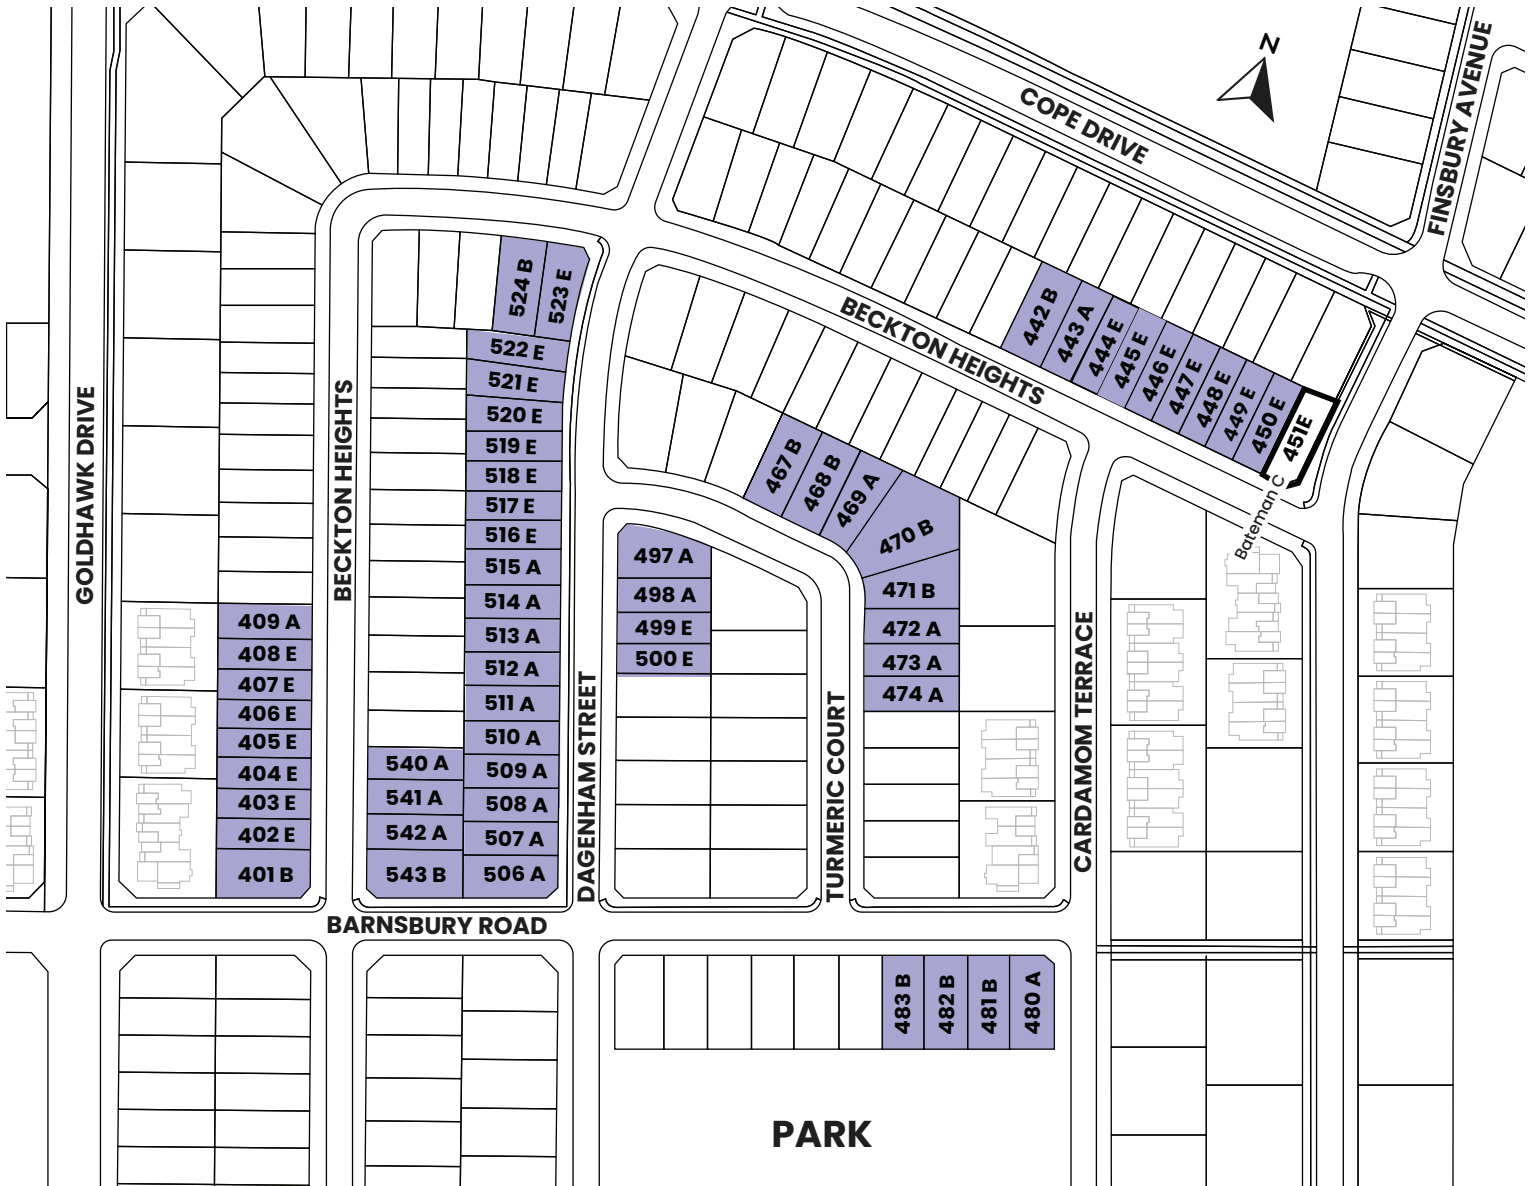 N
COPE DRIVE
FINSBURY AVENUE
BECKTON HEIGHTS
442 B
443 A
444 E
445 E
446 E
447 E
448 E
449 E
450 E
451E
Bateman C
524 B
523 E
522 E
521 E
520 E
519 E
518 E
517 E
516 E
515 A
514 A
513 A
512 A
511 A
510 A
509 A
508 A
507 A
506 A
540 A
541 A
542 A
543 B
GOLDHAWK DRIVE
BECKTON HEIGHTS
409 A
408 E
407 E
406 E
405 E
404 E
403 E
402 E
401 B
467 B
468 B
469 A
470 B
471 B
472 A
473 A
474 A
497 A
498 A
499 E
500 E
DAGENHAM STREET
TURMERIC COURT
CARDAMOM TERRACE
BARNSBURY ROAD
483 B
482 B
481 B
480 A
PARK